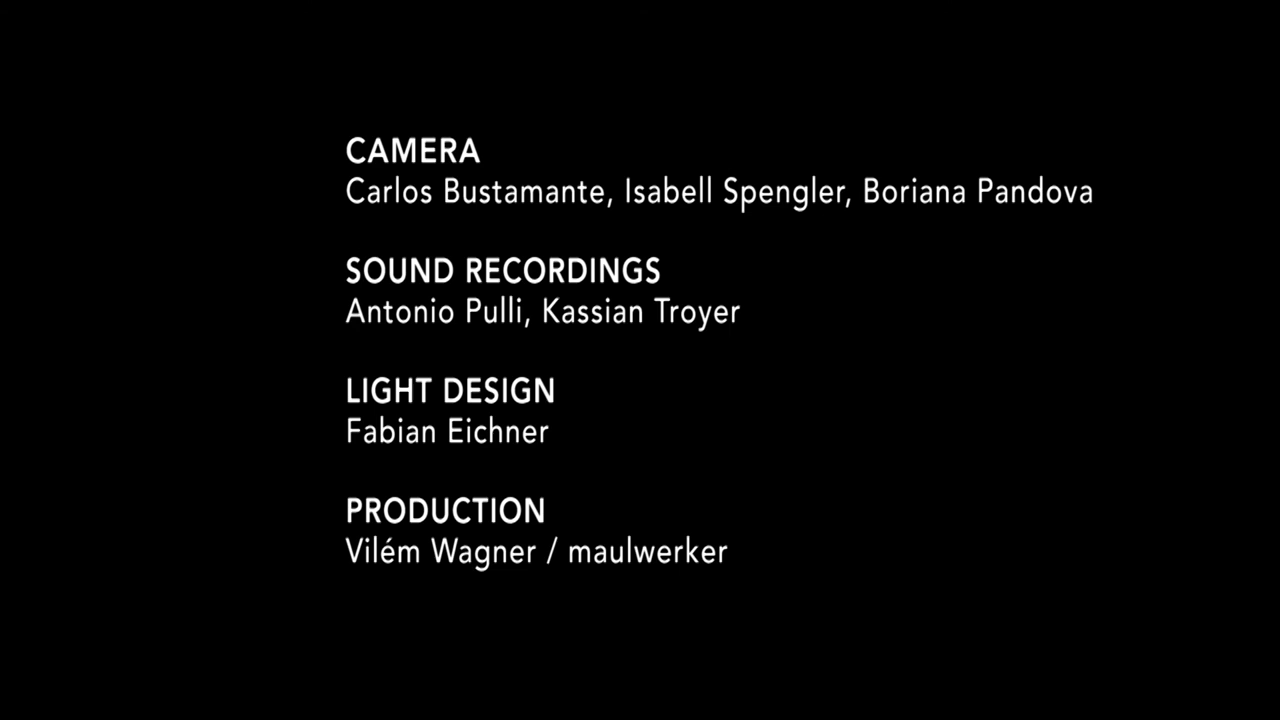 CAMERA
Carlos Bustamante, Isabell Spengler, Boriana Pandova
SOUND RECORDINGS
Antonio Pulli, Kassian Troyer
LIGHT DESIGN
Fabian Eichner
PRODUCTION
Vilém Wagner / maulwerker